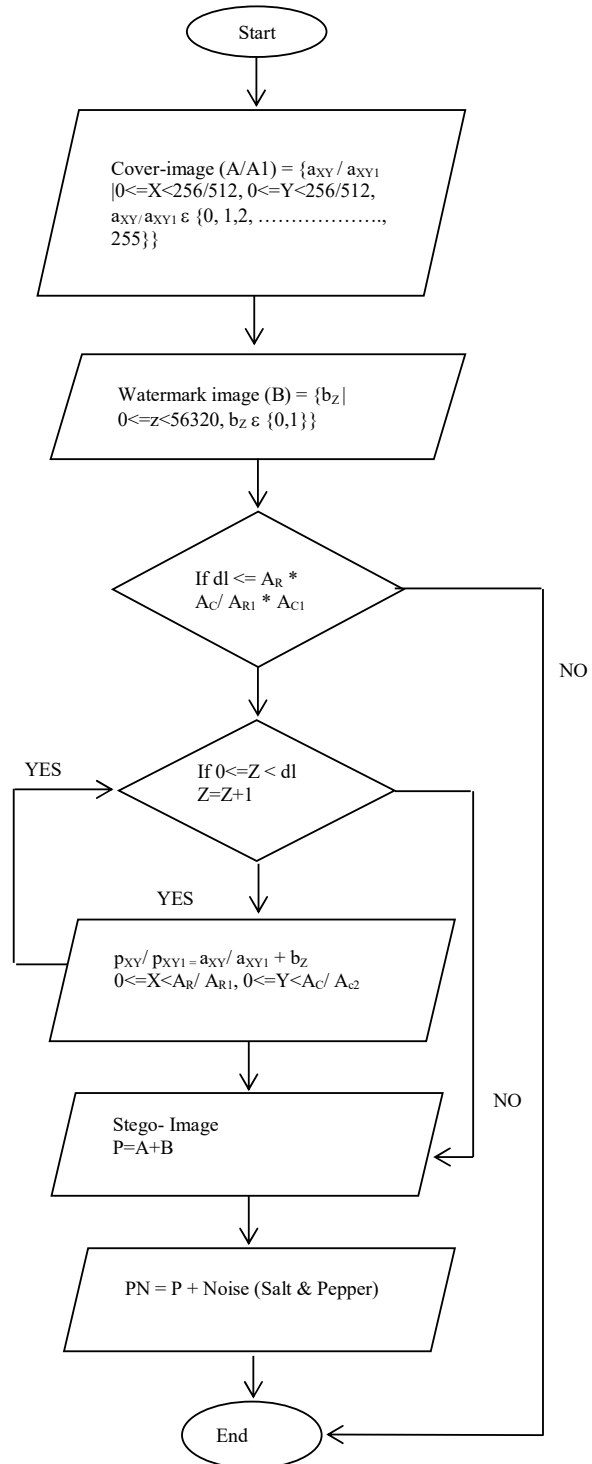 Start
Cover-image (A/A1) = {aXY / aXY1
|0<=X<256/512, 0<=Y<256/512,
aXY/ aXY1 ε {0, 1,2, ………………….,
255}}
Watermark image (B) = {bZ |
0<=z<56320, bZ ε {0,1}}
If dl <= AR *
AC/ AR1 * AC1
NO
YES
If 0<=Z < dl
Z=Z+1
YES
pXY/ pXY1 = aXY/ aXY1 + bZ
0<=X<AR/ AR1, 0<=Y<AC/ Ac2
NO
Stego- Image
P=A+B
PN = P + Noise (Salt & Pepper)
End